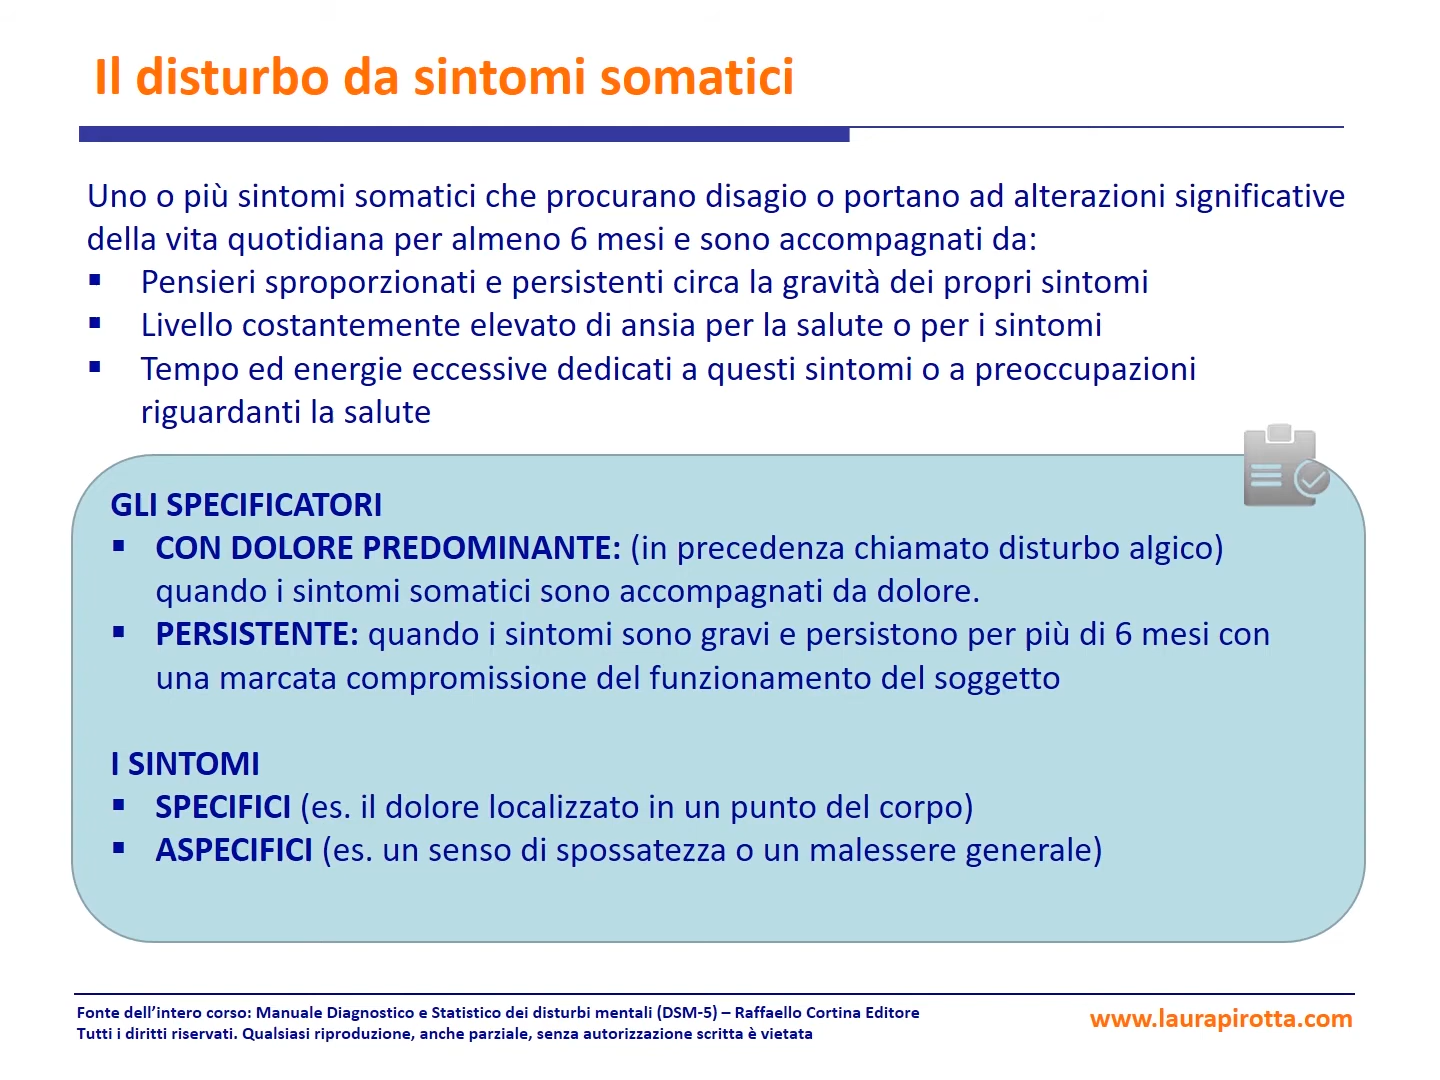 Il disturbo da sintomi somatici
Uno o più sintomi somatici che procurano disagio o portano ad alterazioni significative
della vita quotidiana per almeno 6 mesi e sono accompagnati da:
▪ Pensieri sproporzionati e persistenti circa la gravità dei propri sintomi
▪ Livello costantemente elevato di ansia per la salute o per i sintomi
▪ Tempo ed energie eccessive dedicati a questi sintomi o a preoccupazioni
riguardanti la salute
GLI SPECIFICATORI
▪ CON DOLORE PREDOMINANTE: (in precedenza chiamato disturbo algico)
quando i sintomi somatici sono accompagnati da dolore.
▪ PERSISTENTE: quando i sintomi sono gravi e persistono per più di 6 mesi con
una marcata compromissione del funzionamento del soggetto
I SINTOMI
▪ SPECIFICI (es. il dolore localizzato in un punto del corpo)
▪ ASPECIFICI (es. un senso di spossatezza o un malessere generale)
Fonte dell’intero corso: Manuale Diagnostico e Statistico dei disturbi mentali (DSM-5) – Raffaello Cortina Editore
Tutti i diritti riservati. Qualsiasi riproduzione, anche parziale, senza autorizzazione scritta è vietata
www.laurapirotta.com